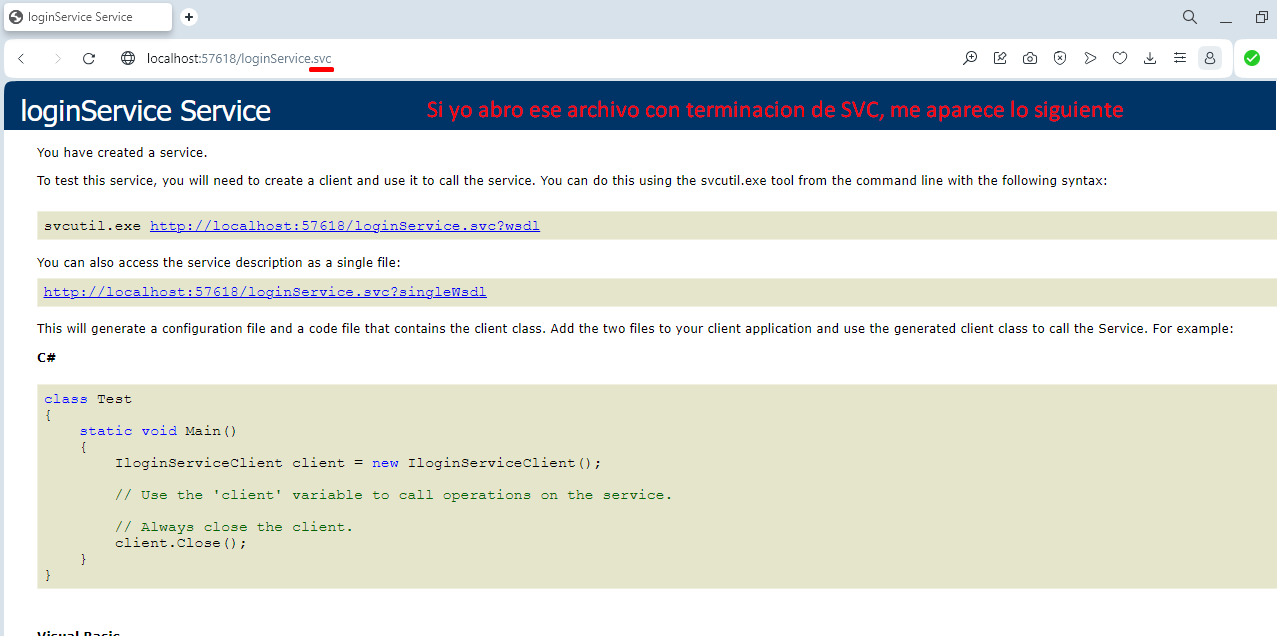 loginService Service
localhost:57618/loginService.svc
loginService Service
Si yo abro ese archivo con terminacion de SVC, me aparece lo siguiente
You have created a service.
To test this service, you will need to create a client and use it to call the service. You can do this using the svcutil.exe tool from the command line with the following syntax:
svcutil.exe http://localhost:57618/loginService.svc?wsdl
You can also access the service description as a single file:
http://localhost:57618/loginService.svc?singleWsdl
This will generate a configuration file and a code file that contains the client class. Add the two files to your client application and use the generated client class to call the Service. For example:
C#
class Test
{
    static void Main()
    {
        IloginServiceClient client = new IloginServiceClient();
        // Use the 'client' variable to call operations on the service.
        // Always close the client.
        client.Close();
    }
}
Visual Basic